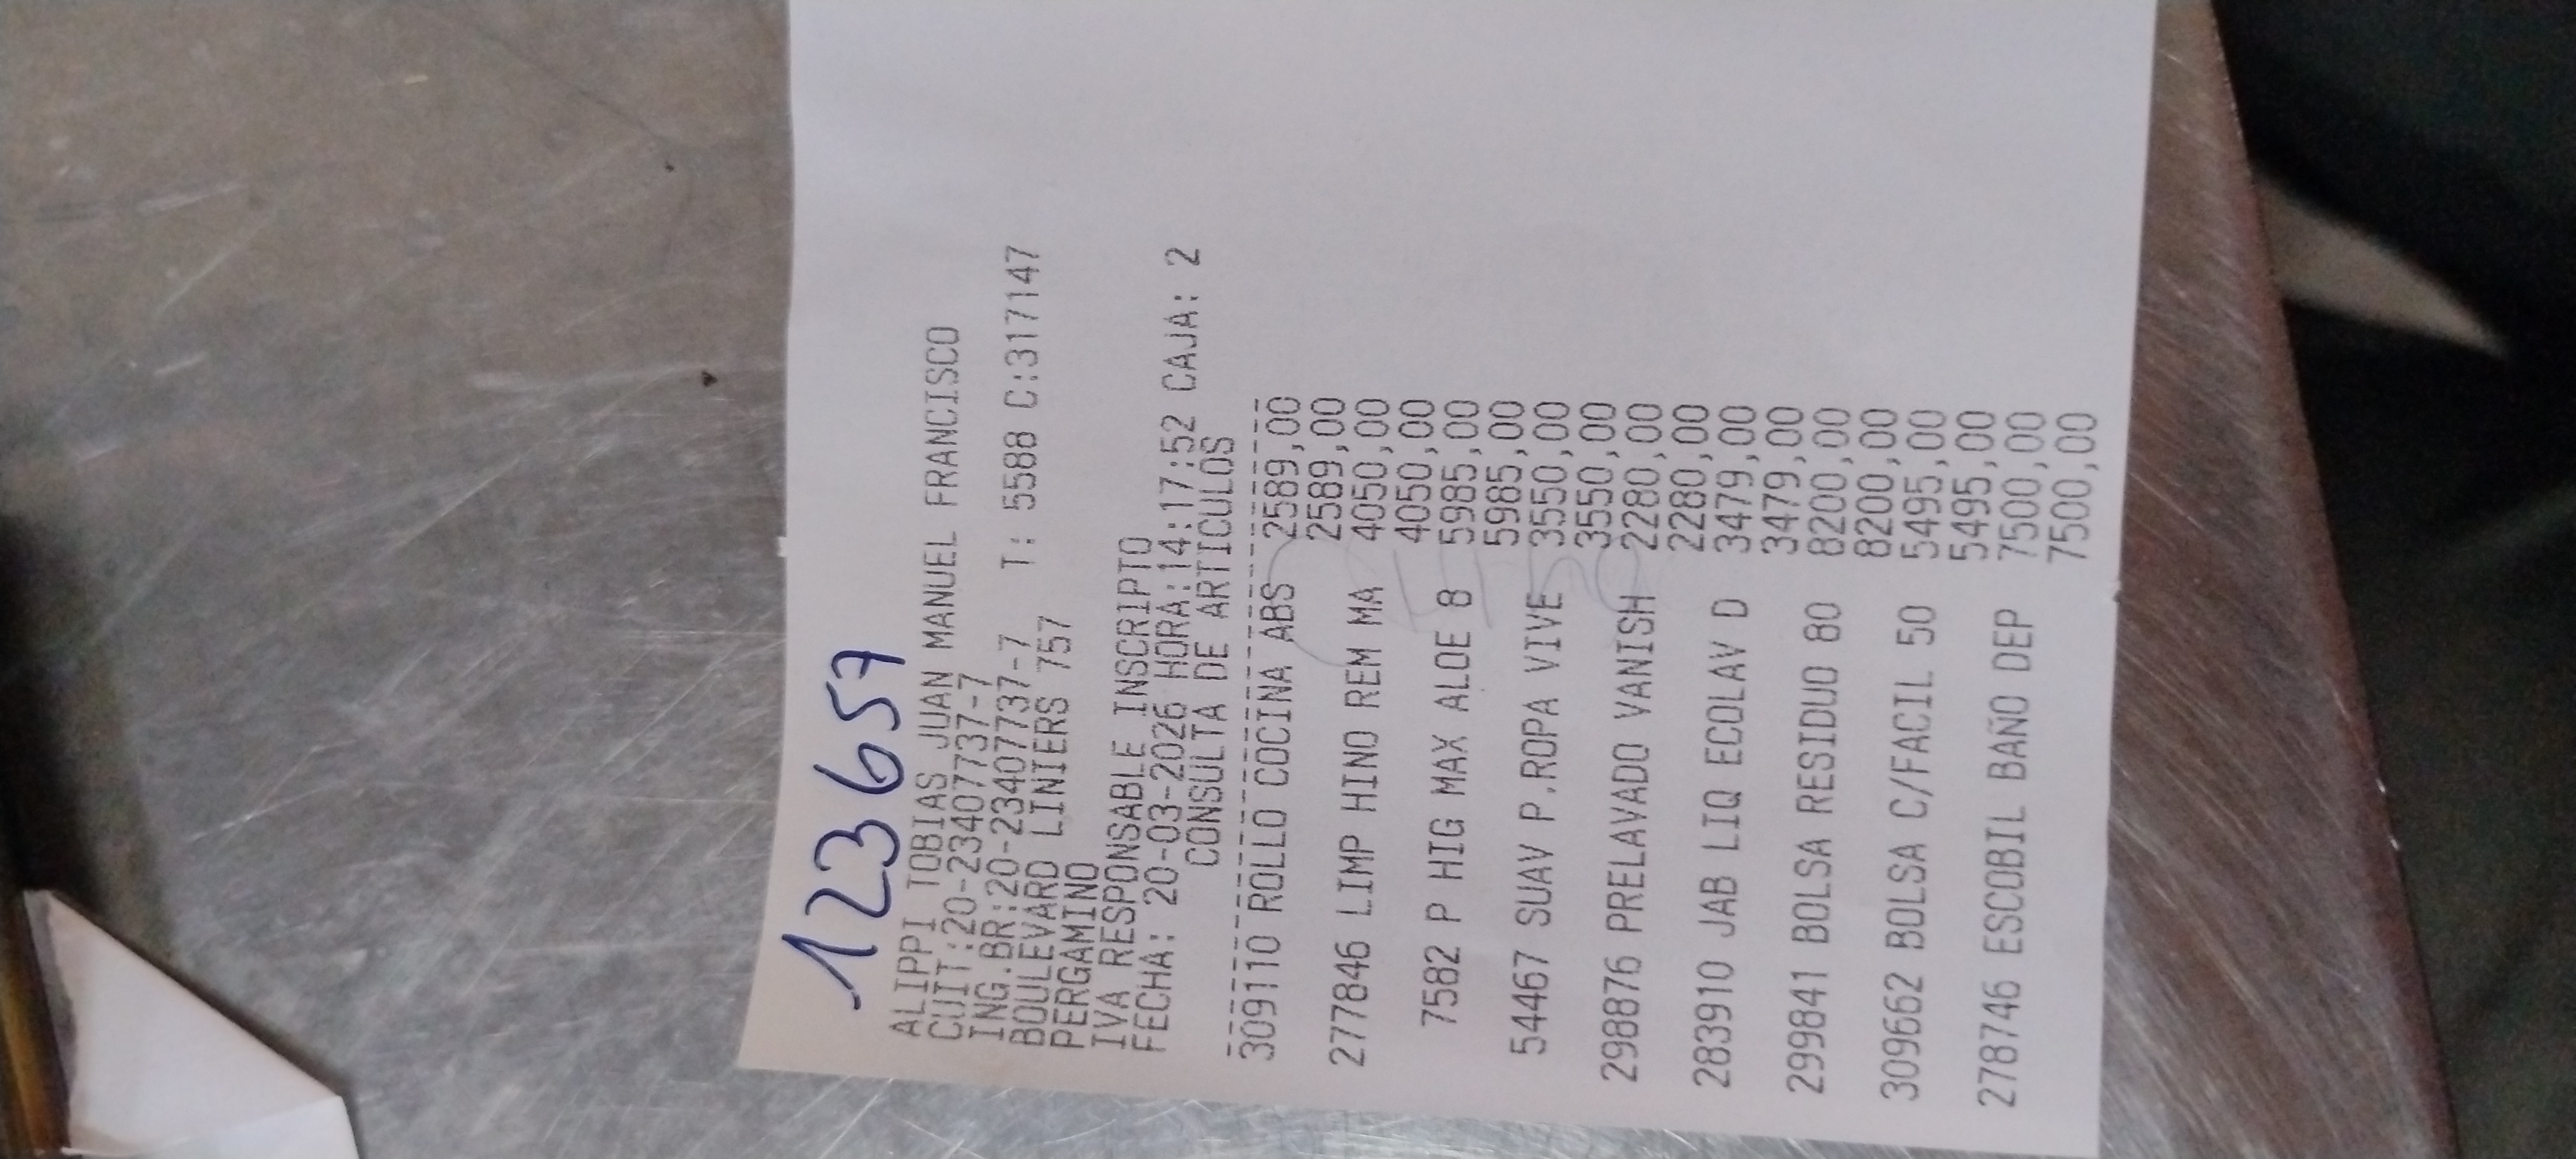 123657
ALIPPI TOBIAS JUAN MANUEL FRANCISCO
CUIT:20-23407737-7
ING.BR:20-23407737-7 T: 5588 C:317147
BOULEVARD LINIERS 757
PERGAMINO
IVA RESPONSABLE INSCRIPTO
FECHA: 20-03-2026 HORA:14:17:52 CAJA: 2
CONSULTA DE ARTICULOS
309110 ROLLO COCINA ABS 2589,00
2589,00
277846 LIMP HINO REM MA 4050,00
4050,00
7582 P HIG MAX ALOE 8 5985,00
5985,00
54467 SUAV P.ROPA VIVE 3550,00
3550,00
298876 PRELAVADO VANISH 2280,00
2280,00
283910 JAB LIQ ECOLAV D 3479,00
3479,00
299841 BOLSA RESIDUO 80 8200,00
8200,00
309662 BOLSA C/FACIL 50 5495,00
5495,00
278746 ESCOBIL BAÑO DEP 7500,00
7500,00